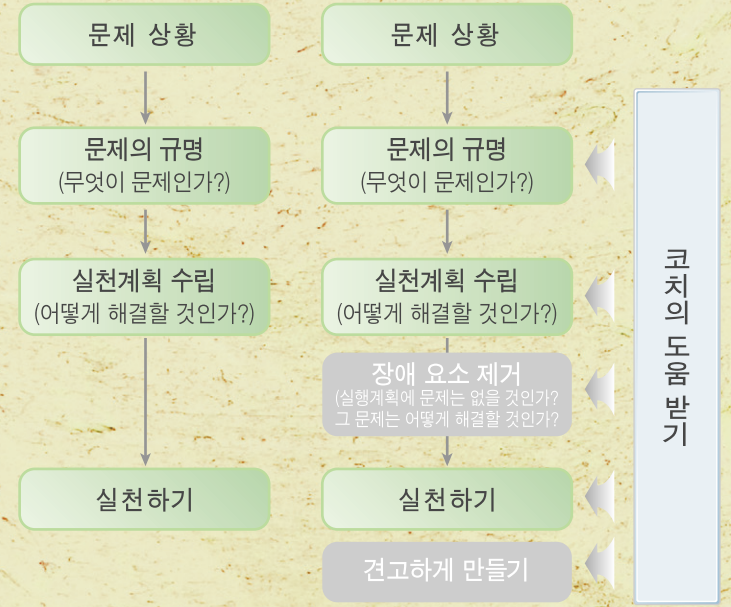 문제 상황
문제의 규명
(무엇이 문제인가?)
실천계획 수립
(어떻게 해결할 것인가?)
실천하기
문제 상황
문제의 규명
(무엇이 문제인가?)
실천계획 수립
(어떻게 해결할 것인가?)
장애 요소 제거
(실행계획에 문제는 없을 것인가?
그 문제는 어떻게 해결할 것인가?
실천하기
견고하게 만들기
코치의 도움 받기